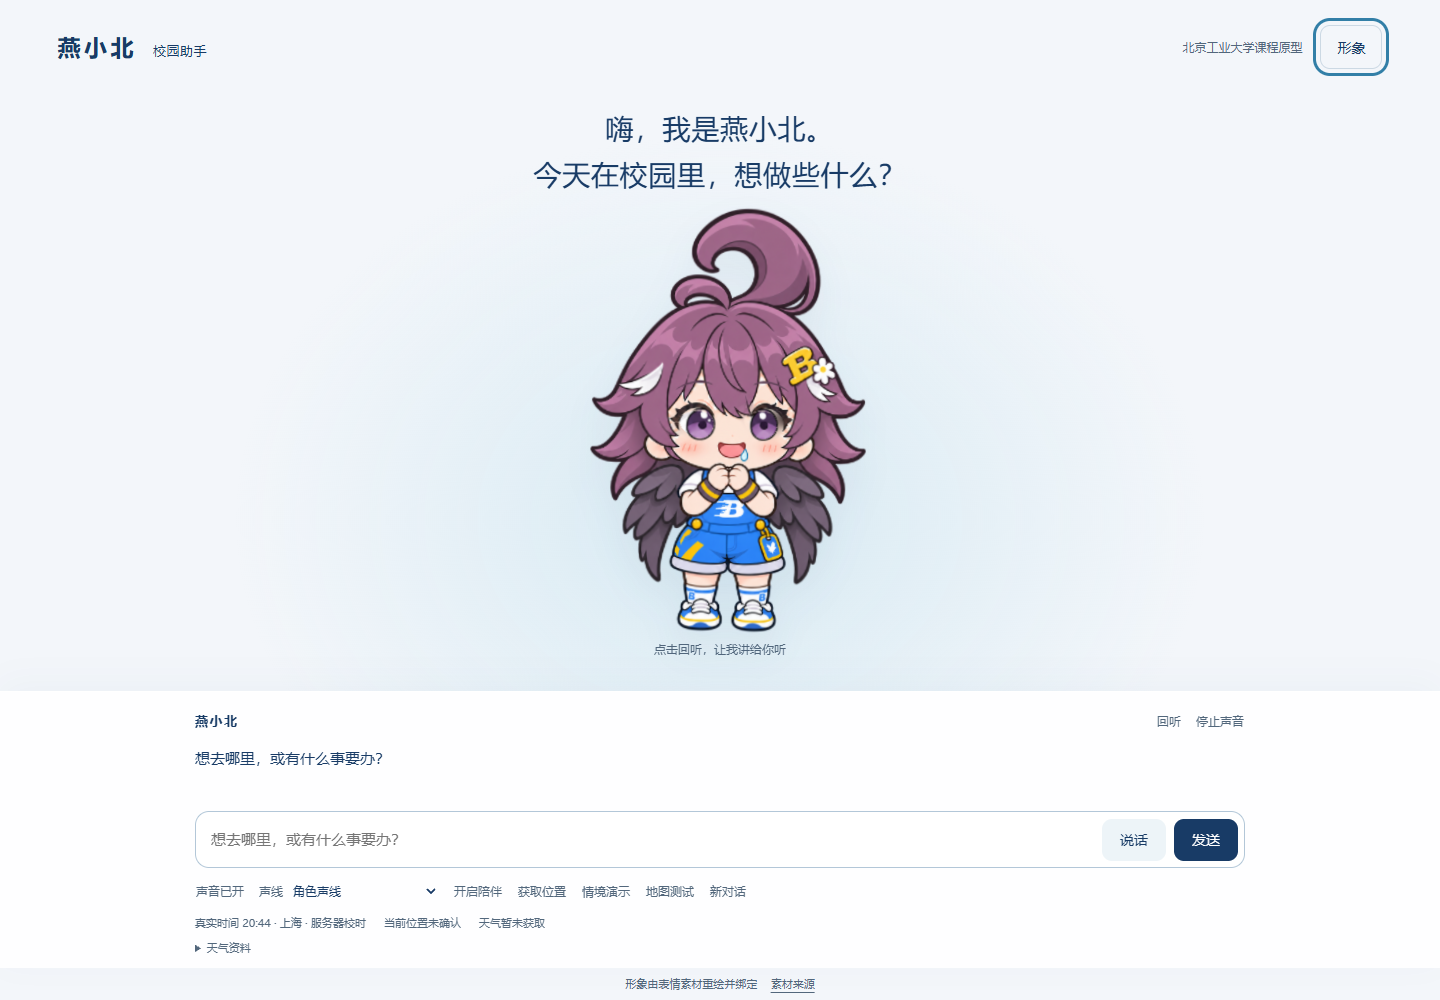 燕小北 校园助手
北京工业大学课程原型 形象
嗨，我是燕小北。
今天在校园里，想做些什么？
B
B
B B
点击回听，让我讲给你听
燕小北 回听 停止声音
想去哪里，或有什么事要办？
想去哪里，或有什么事要办？ 说话 发送
声音已开 声线 角色声线 开启陪伴 获取位置 情境演示 地图测试 新对话
真实时间 20:44 · 上海 · 服务器校时 当前位置未确认 天气暂未获取
天气资料
形象由表情素材重绘并绑定 素材来源